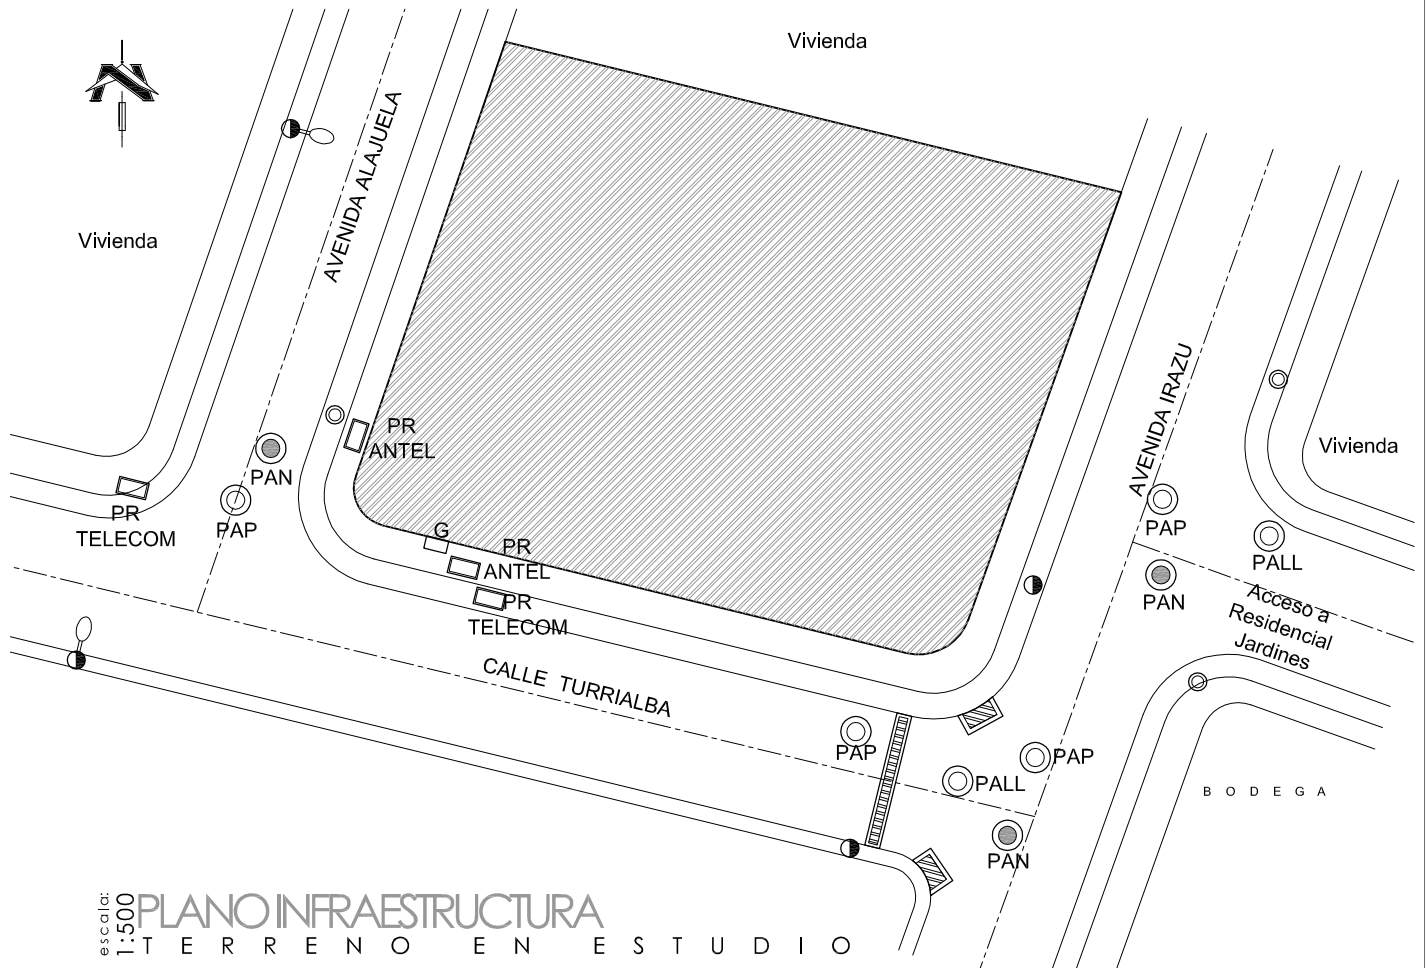 Vivienda
AVENIDA ALAJUELA
Vivienda
AVENIDA IRAZU
PR
ANTEL
Vivienda
PAN
PR
TELECOM
PAP
G
PR
ANTEL
PR
TELECOM
PAP
PALL
PAN
Acceso a
Residencial
Jardines
CALLE TURRIALBA
PAP
PAP
PALL
BODEGA
PAN
escala:
1:500
PLANO INFRAESTRUCTURA
TERRENO EN ESTUDIO